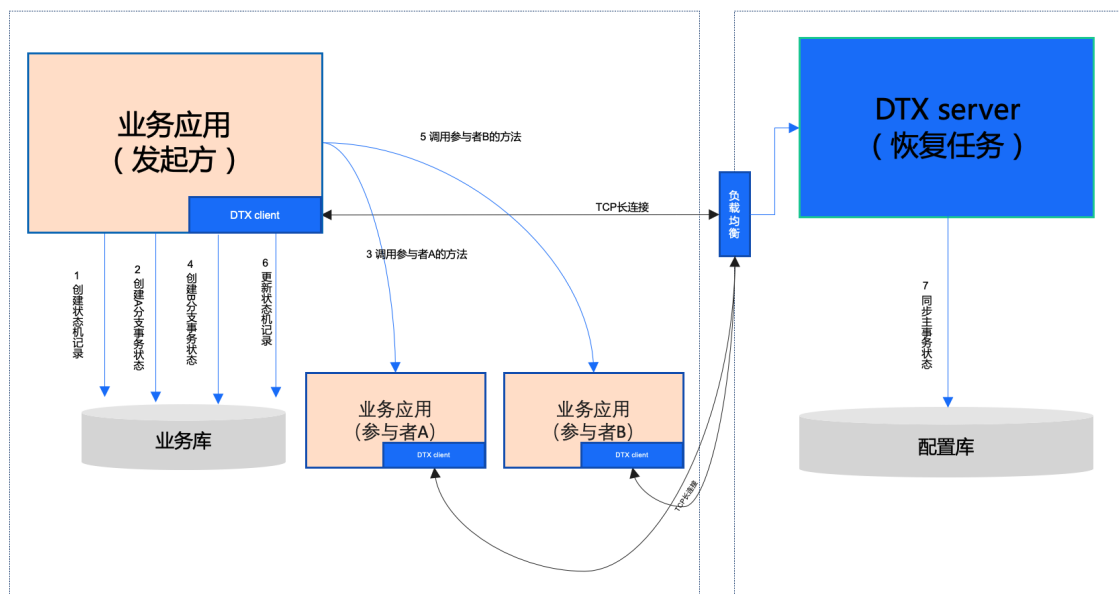 业务应用
（发起方）
DTX client
DTX server
（恢复任务）
5 调用参与者B的方法
TCP长连接
负载均衡
3 调用参与者A的方法
1 创建状态机记录
2 创建A分支事务状态
4 创建B分支事务状态
6 更新状态机记录
7 同步主事务状态
业务应用
（参与者A）
DTX client
业务应用
（参与者B）
DTX client
业务库
配置库
TCP长连接